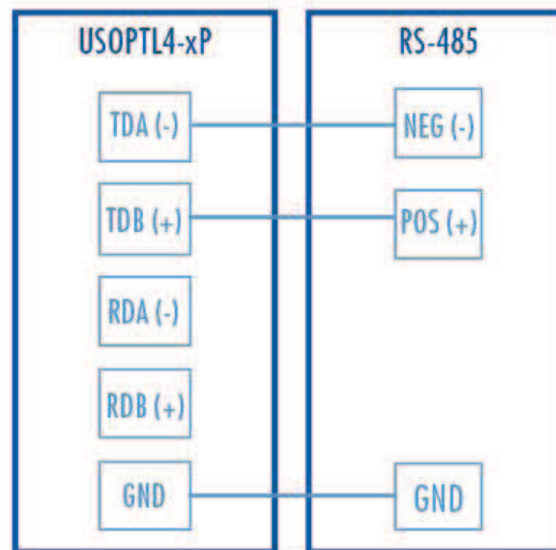 USOPTL4-xP
RS-485
TDA (-)
NEG (-)
TDB (+)
POS (+)
RDA (-)
RDB (+)
GND
GND